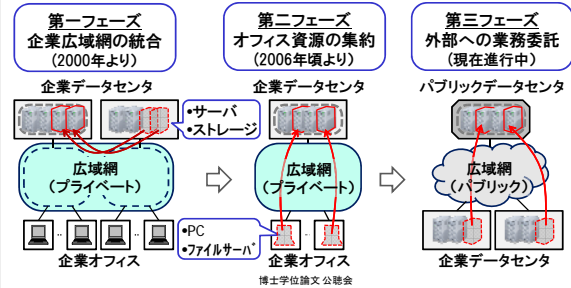 第一フェーズ
企業広域網の統合
(2000年より)
企業データセンタ
•サーバ
•ストレージ
広域網
(プライベート)
•PC
•ファイルサーバ
企業オフィス
第二フェーズ
オフィス資源の集約
(2006年頃より)
企業データセンタ
広域網
(プライベート)
企業オフィス
第三フェーズ
外部への業務委託
(現在進行中)
パブリックデータセンタ
広域網
(パブリック)
企業データセンタ
博士学位論文 公聴会